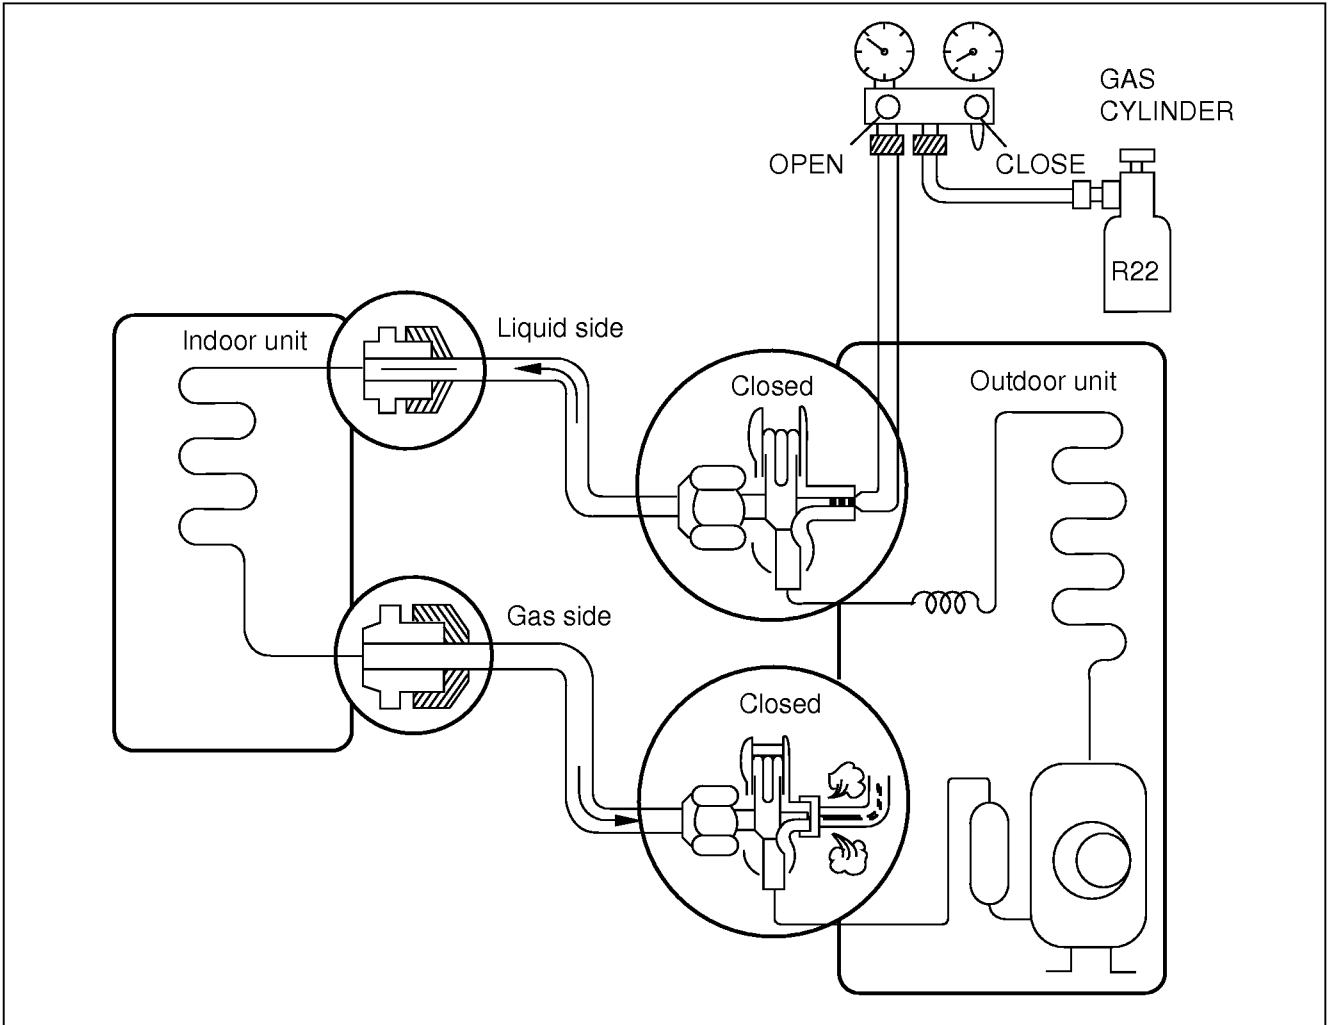 GAS
CYLINDER
OPEN
CLOSE
R22
Liquid side
Indoor unit
Closed
Outdoor unit
Gas side
Closed